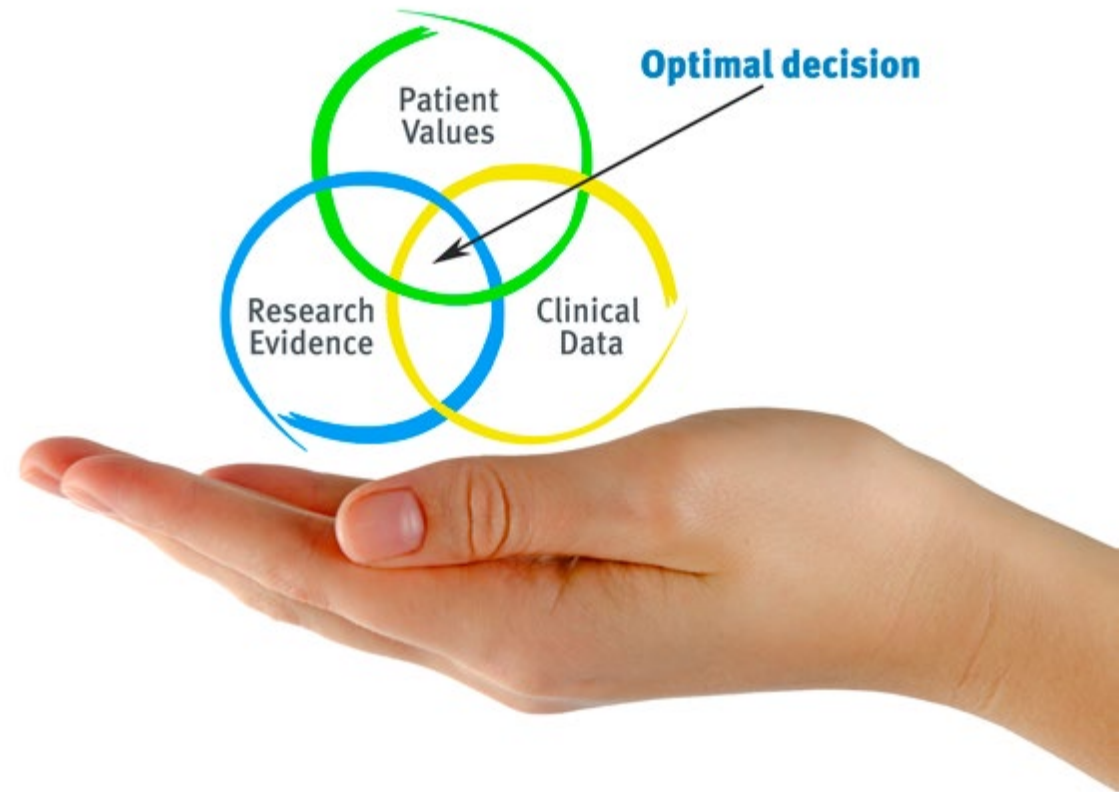 Optimal decision
Patient
Values
Research
Evidence
Clinical
Data